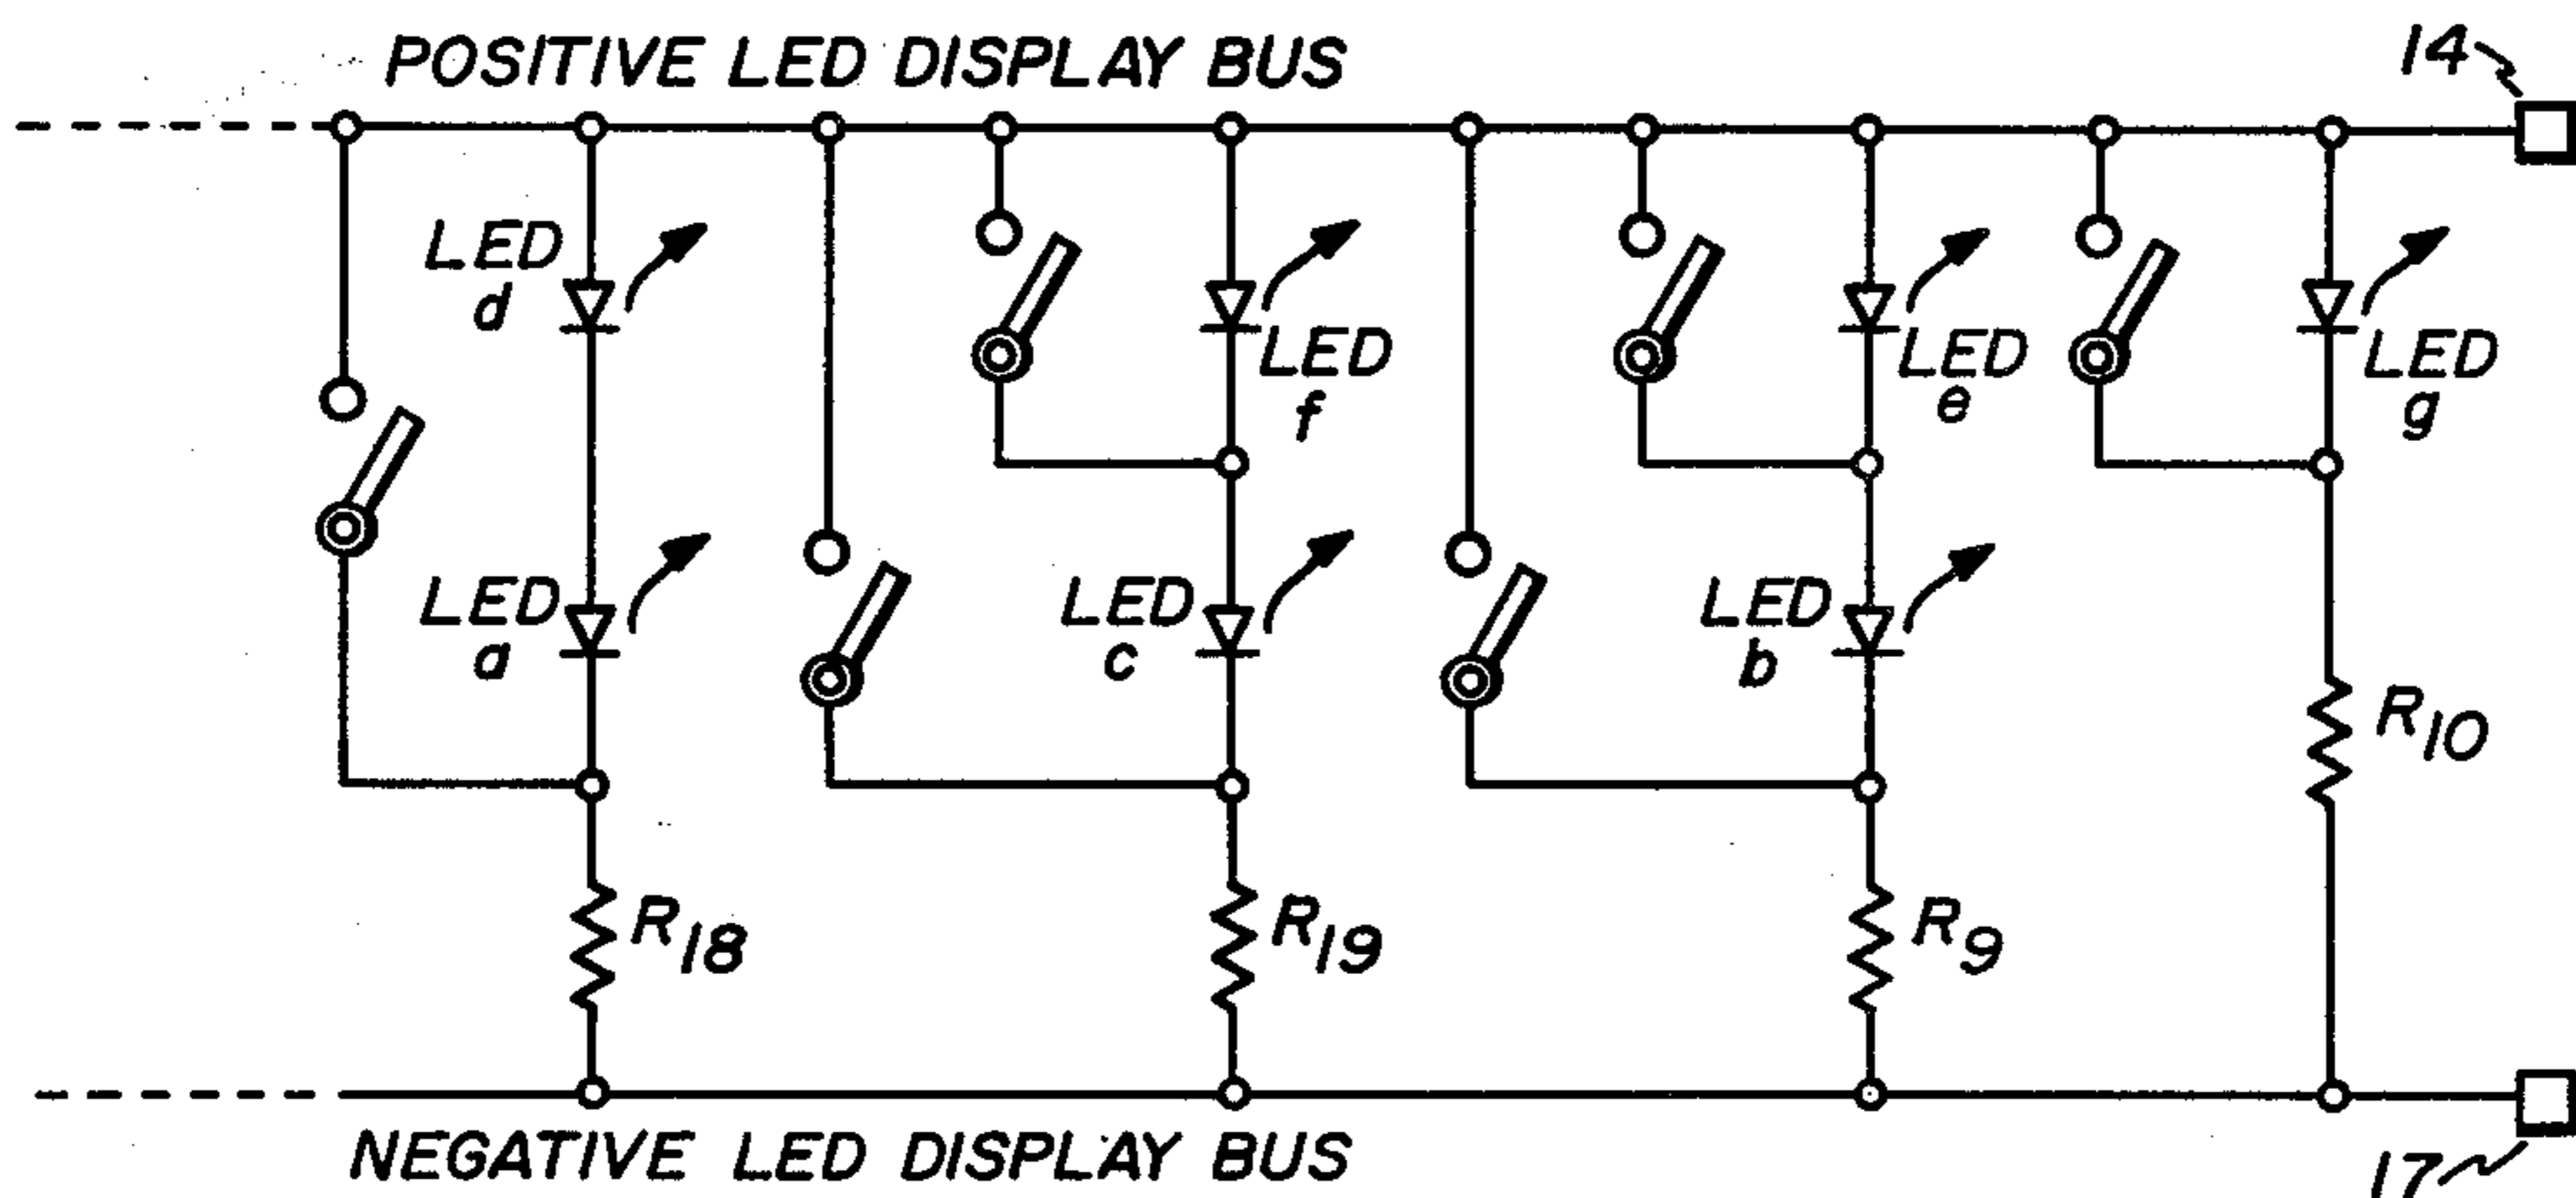 POSITIVE LED DISPLAY BUS
14
LED
d
LED
f
LED
e
LED
g
LED
a
LED
c
LED
b
R10
R18
R19
R9
NEGATIVE LED DISPLAY BUS
17